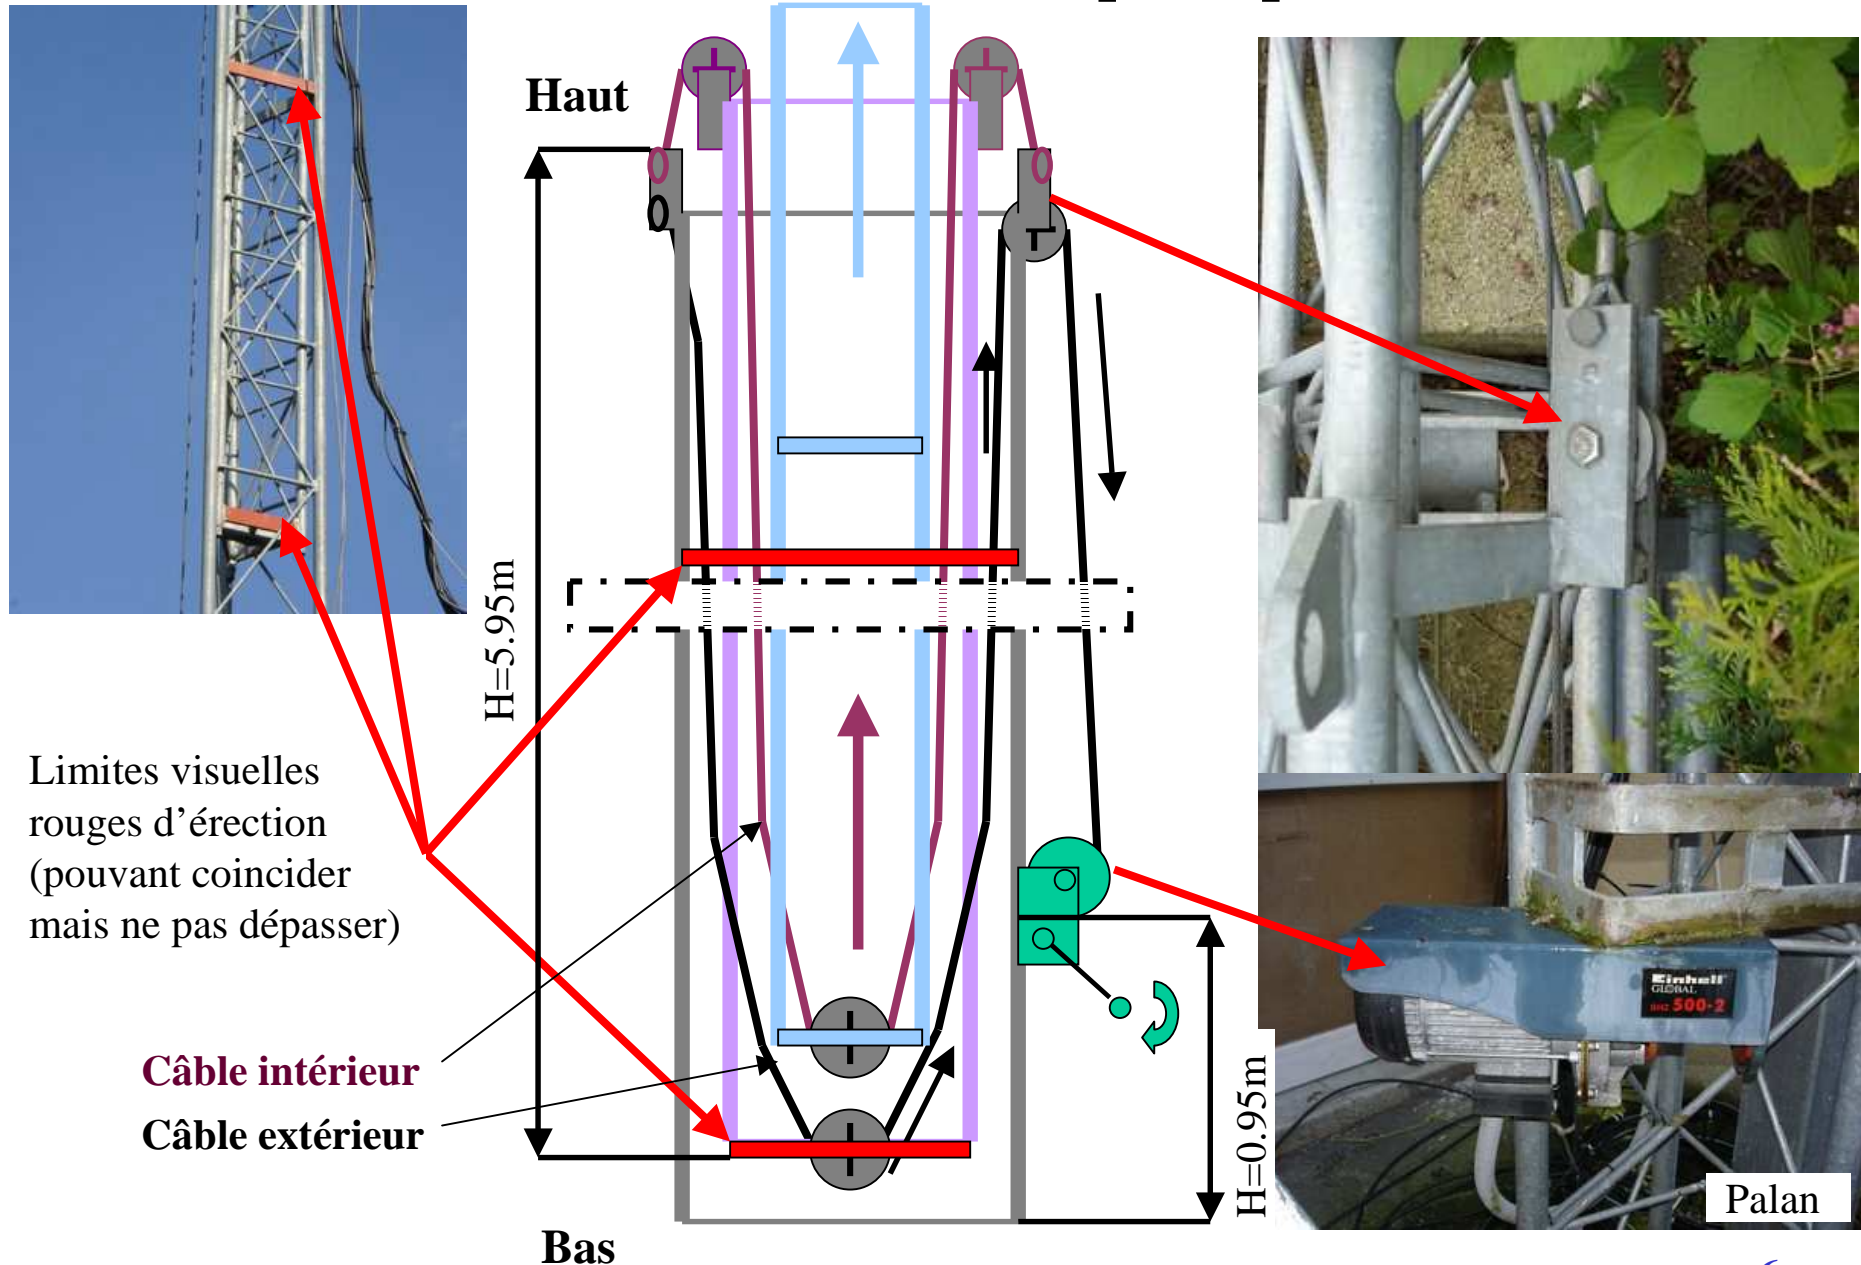 Haut
H=5.95m
Limites visuelles
rouges d'érection
(pouvant coincider
mais ne pas dépasser)
Câble intérieur
Câble extérieur
H=0.95m
Bas
Einhell
GLOBAL
500-2
Palan